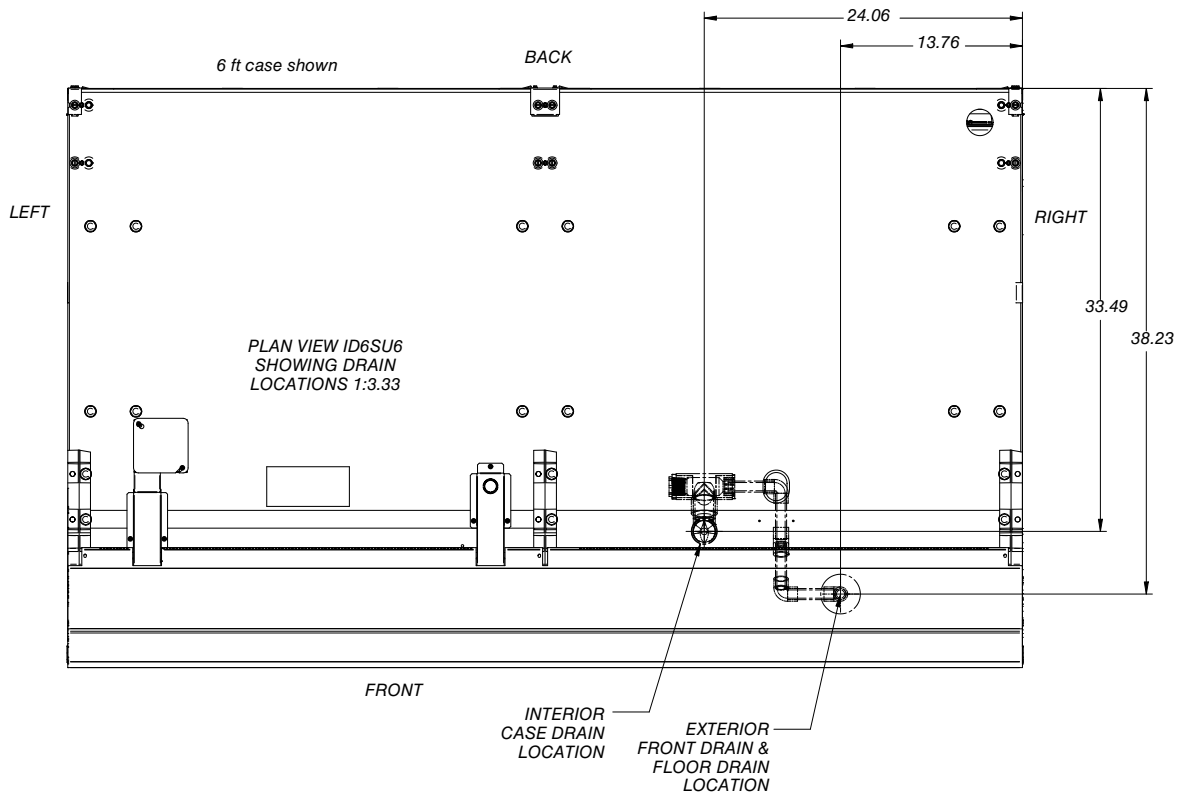 24.06
13.76
6 ft case shown
BACK
LEFT
RIGHT
33.49
38.23
PLAN VIEW ID6SU6
SHOWING DRAIN
LOCATIONS 1:3.33
FRONT
INTERIOR
CASE DRAIN
LOCATION
EXTERIOR
FRONT DRAIN &
FLOOR DRAIN
LOCATION